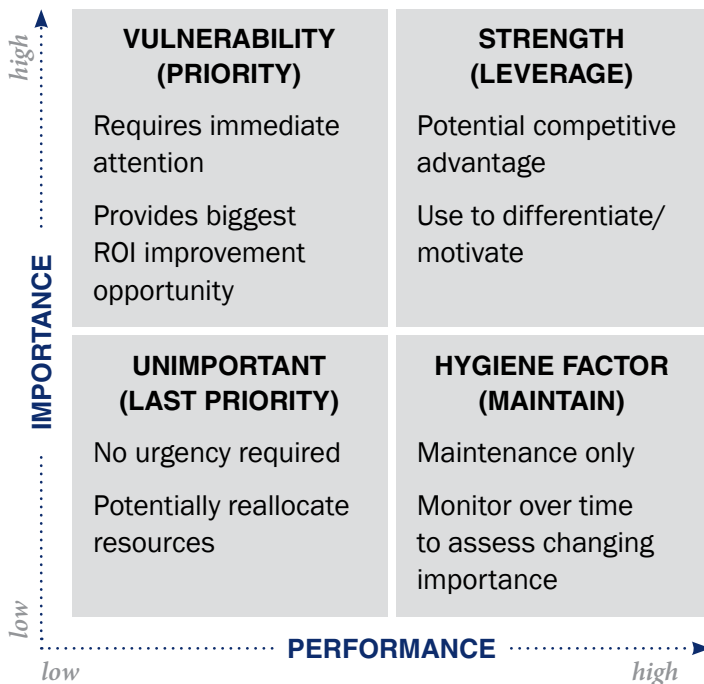 high
VULNERABILITY
(PRIORITY)
Requires immediate
attention
Provides biggest
ROI improvement
opportunity
STRENGTH
(LEVERAGE)
Potential competitive
advantage
Use to differentiate/
motivate
IMPORTANCE
UNIMPORTANT
(LAST PRIORITY)
No urgency required
Potentially reallocate
resources
HYGIENE FACTOR
(MAINTAIN)
Maintenance only
Monitor over time
to assess changing
importance
low
PERFORMANCE
low
high